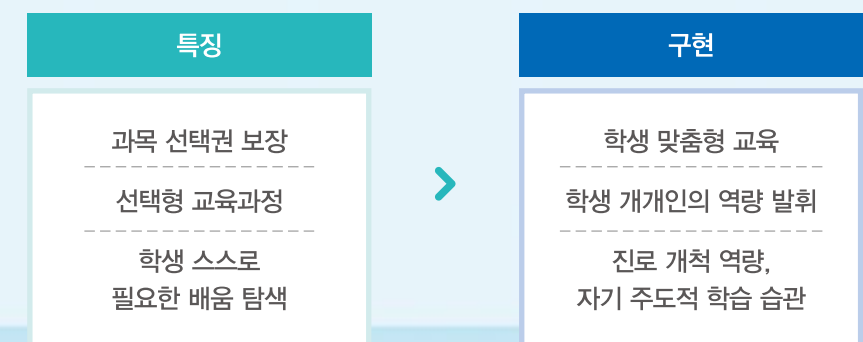 특징
과목 선택권 보장
선택형 교육과정
학생 스스로
필요한 배움 탐색
구현
학생 맞춤형 교육
학생 개개인의 역량 발휘
진로 개척 역량,
자기 주도적 학습 습관